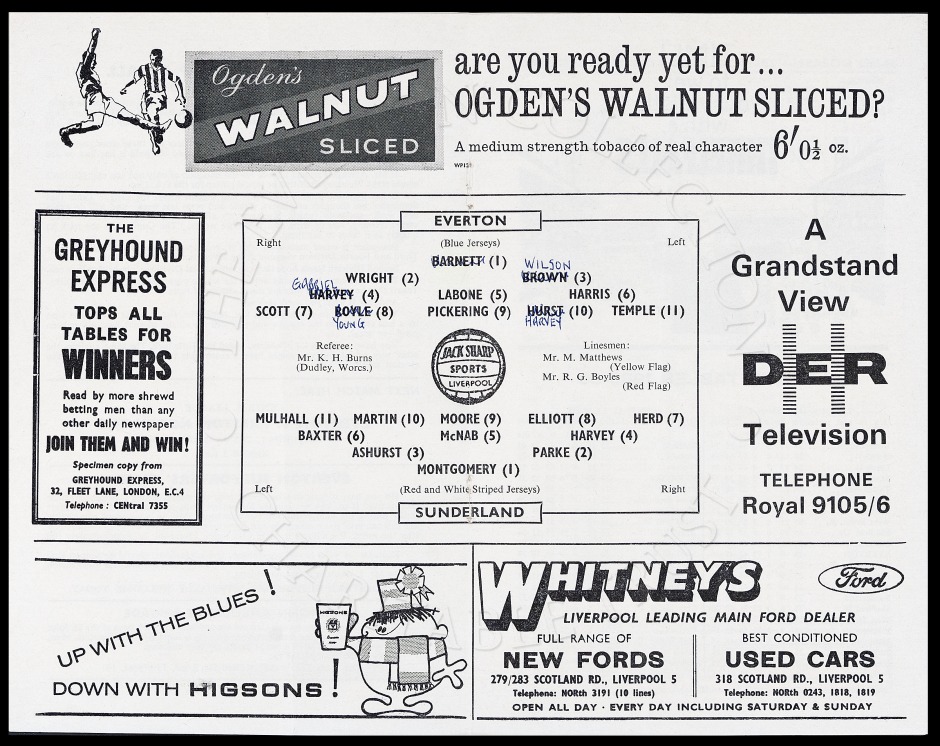 Ogden's
WALNUT
SLICED
are you ready yet for...
OGDEN'S WALNUT SLICED?
A medium strength tobacco of real character 6/0½ oz.
THE
GREYHOUND
EXPRESS
TOPS ALL
TABLES FOR
WINNERS
Read by more shrewd
betting men than any
other daily newspaper
JOIN THEM AND WIN!
Specimen copy from
GREYHOUND EXPRESS,
32, FLEET LANE, LONDON, E.C.4
Telephone : CENtral 7355
EVERTON
Right (Blue Jerseys) Left
BARNETT (1)
WILSON
WRIGHT (2) BROWN (3)
GABRIEL
HARVEY (4) LABONE (5) HARRIS (6)
SCOTT (7) BOYLE (8) PICKERING (9) HURST (10) TEMPLE (11)
YOUNG HARVEY
Referee:
Mr. K. H. Burns
(Dudley, Worcs.)
JACK SHARP
SPORTS
LIVERPOOL
Linesmen:
Mr. M. Matthews
(Yellow Flag)
Mr. R. G. Boyles
(Red Flag)
MULHALL (11) MARTIN (10) MOORE (9) ELLIOTT (8) HERD (7)
BAXTER (6) McNAB (5) HARVEY (4)
ASHURST (3) PARKE (2)
MONTGOMERY (1)
Left (Red and White Striped Jerseys) Right
SUNDERLAND
A
Grandstand
View
DER
Television
TELEPHONE
Royal 9105/6
UP WITH THE BLUES !
DOWN WITH HIGSONS !
HIGSONS
WHITNEYS
Ford
LIVERPOOL LEADING MAIN FORD DEALER
FULL RANGE OF
NEW FORDS
279/283 SCOTLAND RD., LIVERPOOL 5
Telephone: NORth 3191 (10 lines)
BEST CONDITIONED
USED CARS
318 SCOTLAND RD., LIVERPOOL 5
Telephone: NORth 0243, 1818, 1819
OPEN ALL DAY · EVERY DAY INCLUDING SATURDAY & SUNDAY